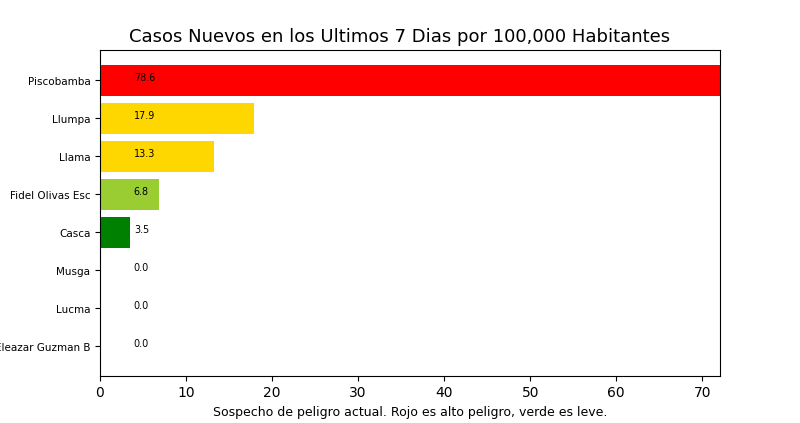 Casos Nuevos en los Ultimos 7 Dias por 100,000 Habitantes
Piscobamba 78.6
Llumpa 17.9
Llama 13.3
Fidel Olivas Esc 6.8
Casca 3.5
Musga 0.0
Lucma 0.0
Eleazar Guzman B 0.0
0 10 20 30 40 50 60 70
Sospecho de peligro actual. Rojo es alto peligro, verde es leve.